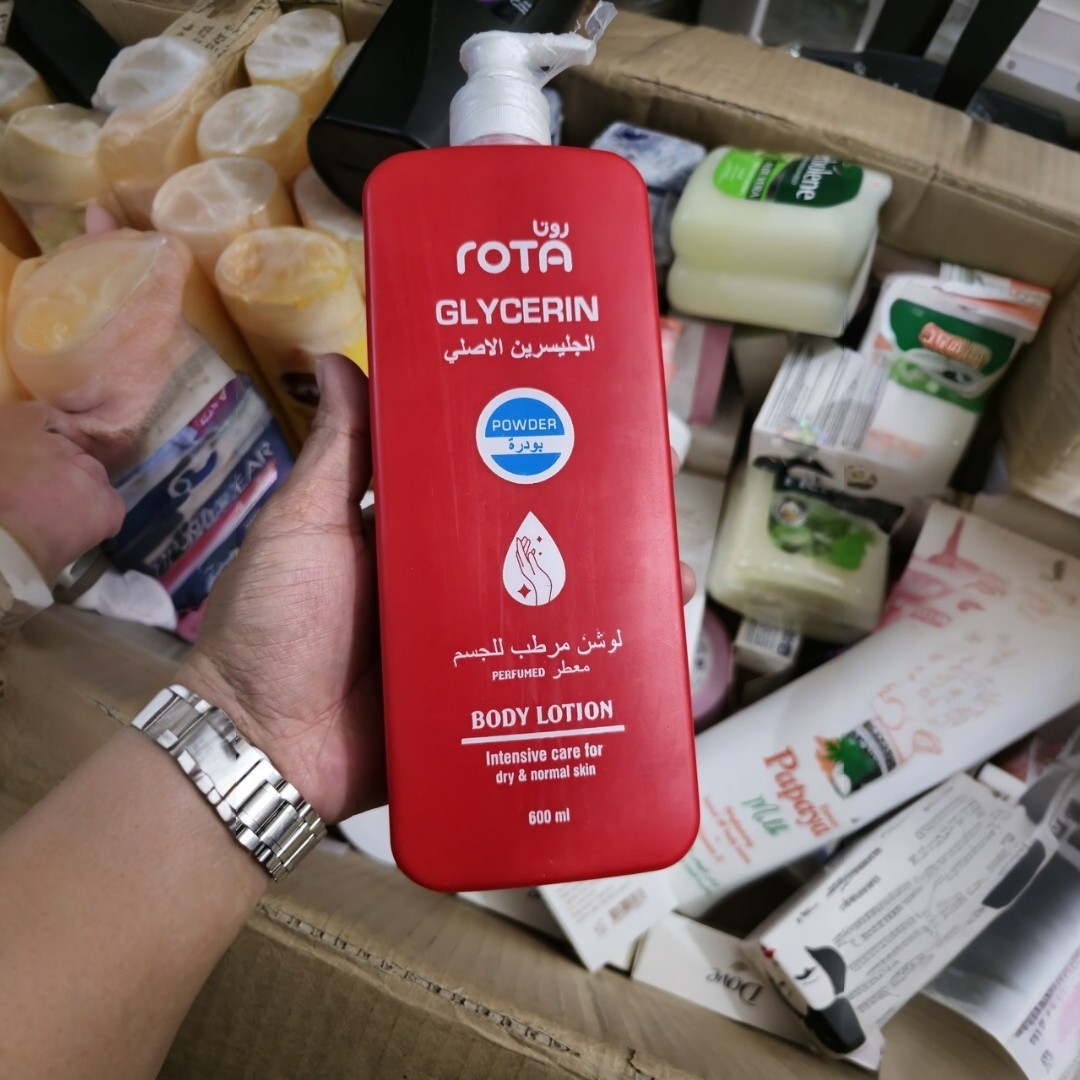 روتا
rOTA
GLYCERIN
الجليسرين الاصلي
POWDER
بودرة
لوشن مرطب للجسم
PERFUMED معطر
BODY LOTION
Intensive care for
dry & normal skin
600 ml
Papaya
Milk
Dove